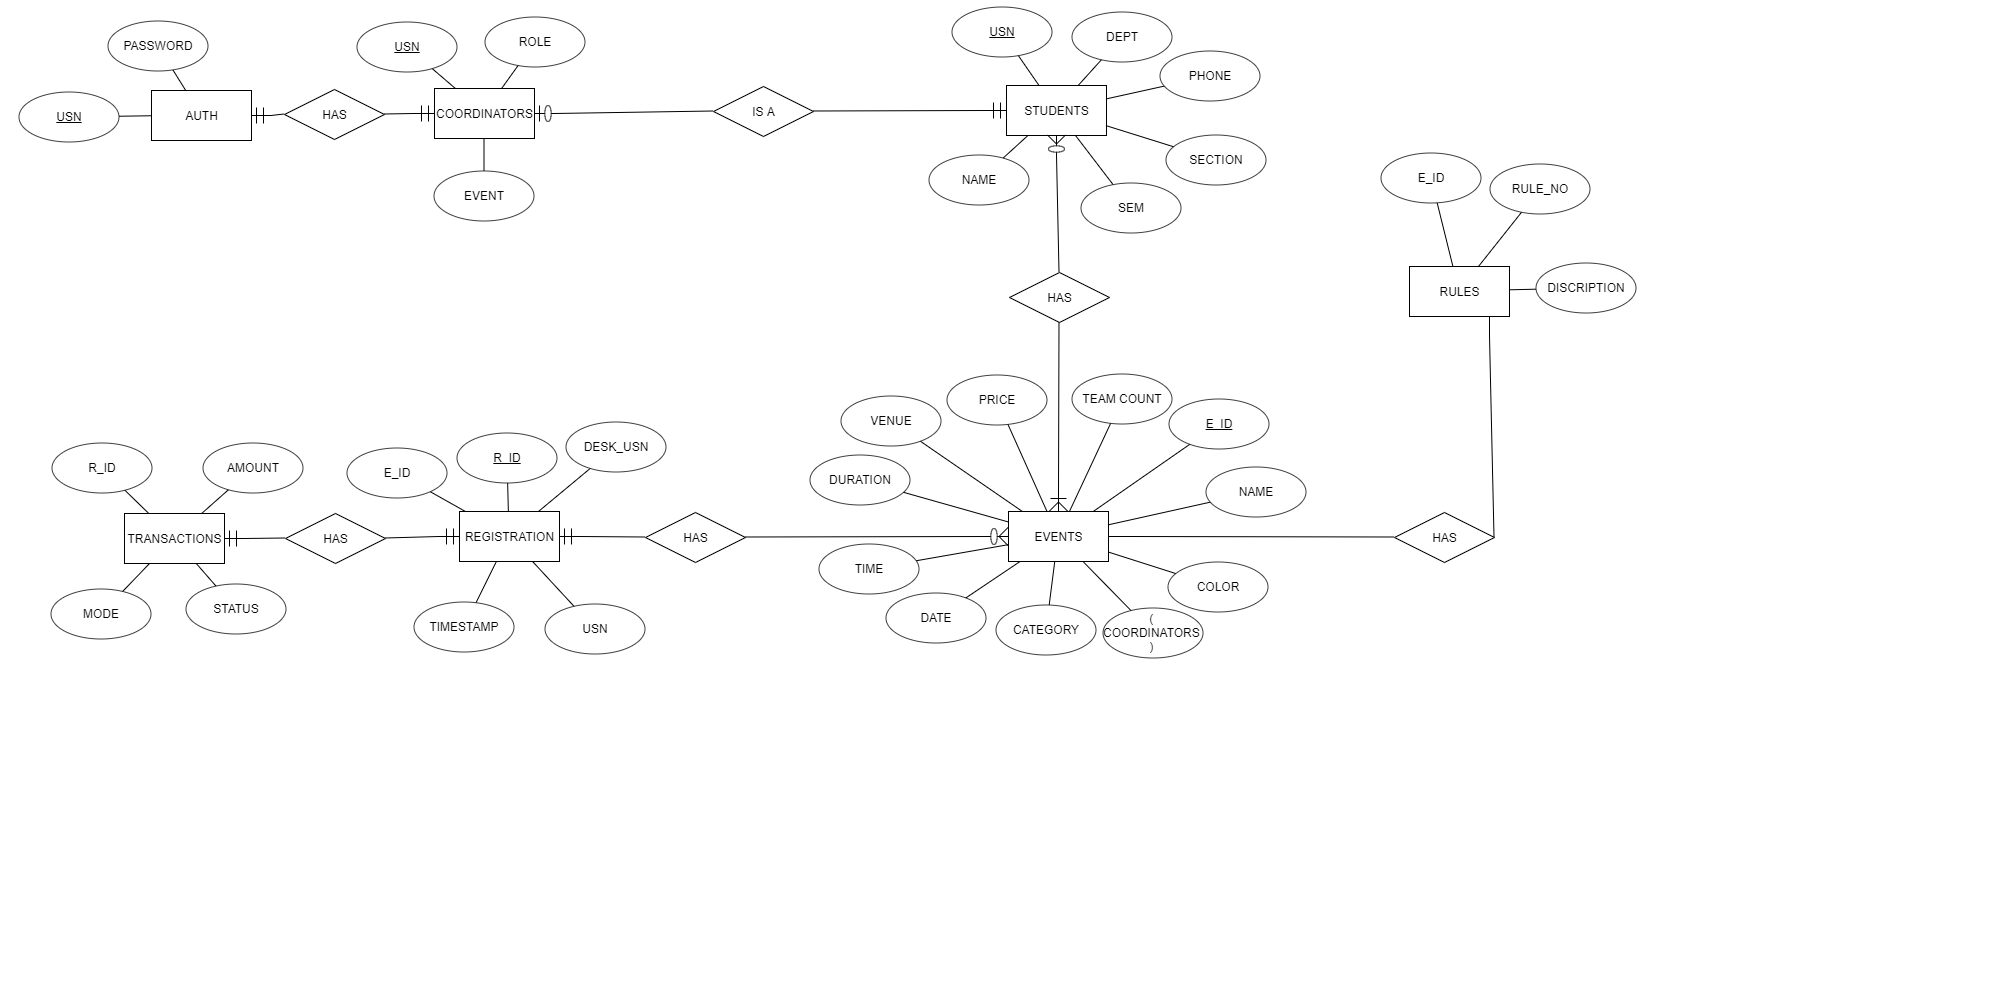 PASSWORD
USN
AUTH
HAS
USN
ROLE
COORDINATORS
EVENT
IS A
USN
DEPT
PHONE
STUDENTS
SECTION
NAME
SEM
HAS
E_ID
RULE_NO
RULES
DISCRIPTION
R_ID
AMOUNT
TRANSACTIONS
MODE
STATUS
HAS
E_ID
R_ID
DESK_USN
REGISTRATION
TIMESTAMP
USN
HAS
VENUE
PRICE
TEAM COUNT
E_ID
DURATION
NAME
EVENTS
TIME
DATE
CATEGORY
(
COORDINATORS
)
COLOR
HAS